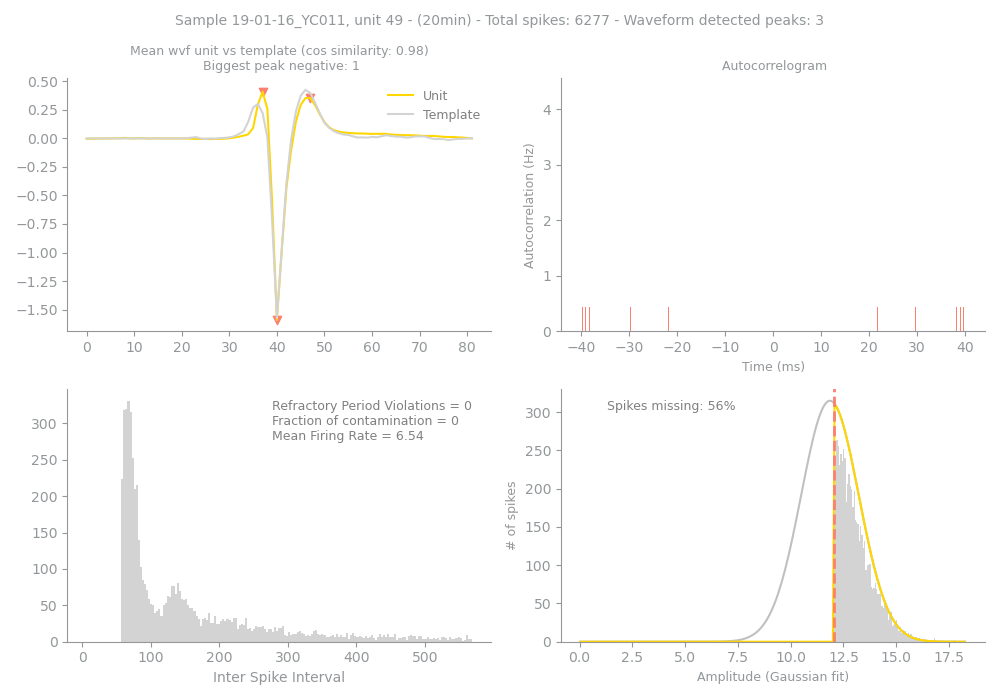 Sample 19-01-16_YC011, unit 49 - (20min) - Total spikes: 6277 - Waveform detected peaks: 3
Mean wvf unit vs template (cos similarity: 0.98)
Biggest peak negative: 1
0.50
0.25
0.00
−0.25
−0.50
−0.75
−1.00
−1.25
−1.50
0 10 20 30 40 50 60 70 80
Unit
Template
Autocorrelogram
Autocorrelation (Hz)
4
3
2
1
0
−40 −30 −20 −10 0 10 20 30 40
Time (ms)
300
250
200
150
100
50
0
0 100 200 300 400 500
Inter Spike Interval
Refractory Period Violations = 0
Fraction of contamination = 0
Mean Firing Rate = 6.54
# of spikes
300
250
200
150
100
50
0
0.0 2.5 5.0 7.5 10.0 12.5 15.0 17.5
Amplitude (Gaussian fit)
Spikes missing: 56%